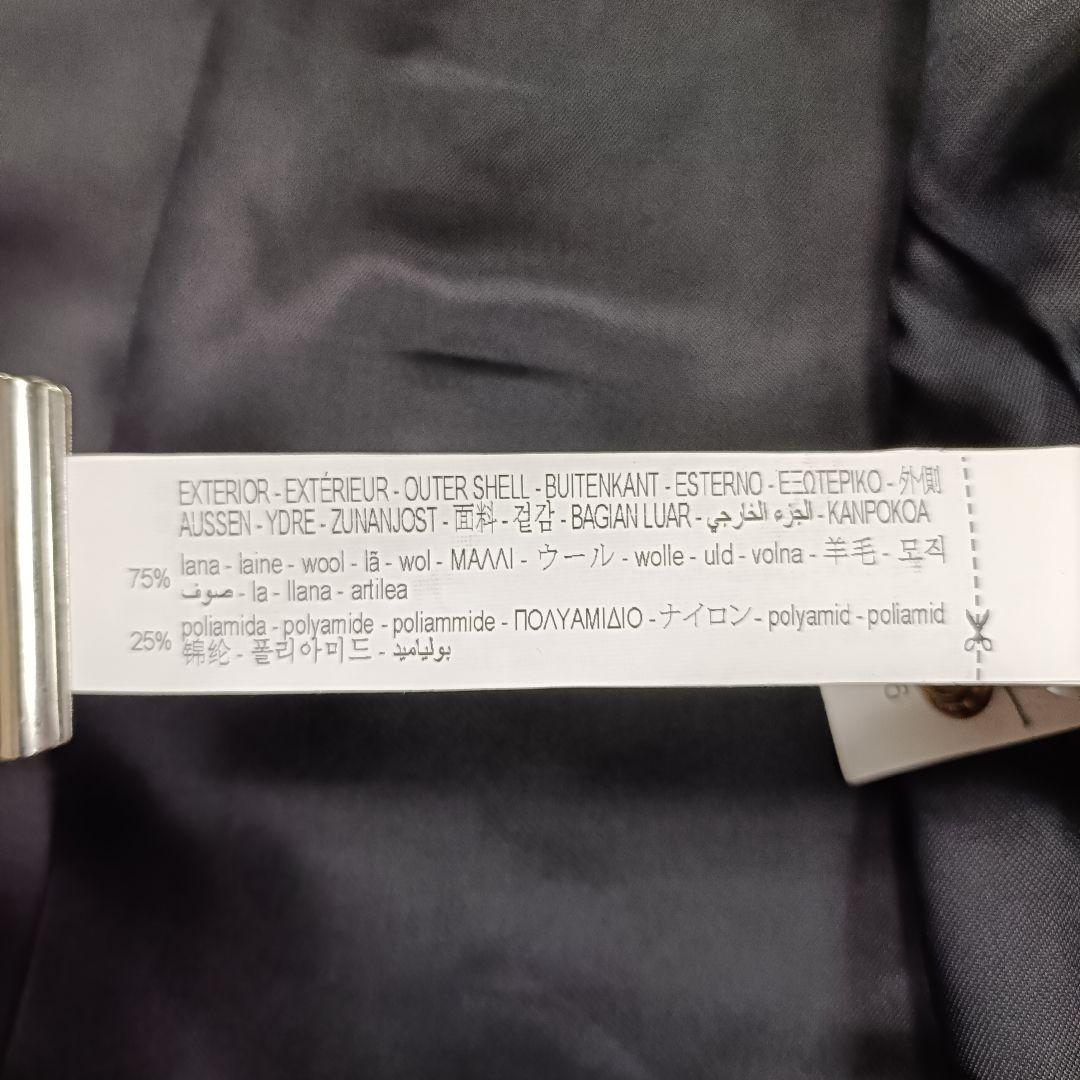 EXTERIOR - EXTÉRIEUR - OUTER SHELL - BUITENKANT - ESTERNO - ΕΞΩΤΕΡΙΚΟ - 外側
AUSSEN - YDRE - ZUNANJOST - 面料 - 겉감 - BAGIAN LUAR - الجزء الخارجي - KANPOKOA
75% lana - laine - wool - lã - wol - ΜΑΛΛΙ - ウール - wolle - uld - volna - 羊毛 - 모직
صوف - la - llana - artilea
25% poliamida - polyamide - poliammide - ΠΟΛΥΑΜΙΔΙΟ - ナイロン - polyamid - poliamid
锦纶 - 폴리아미드 - بولياميد
6